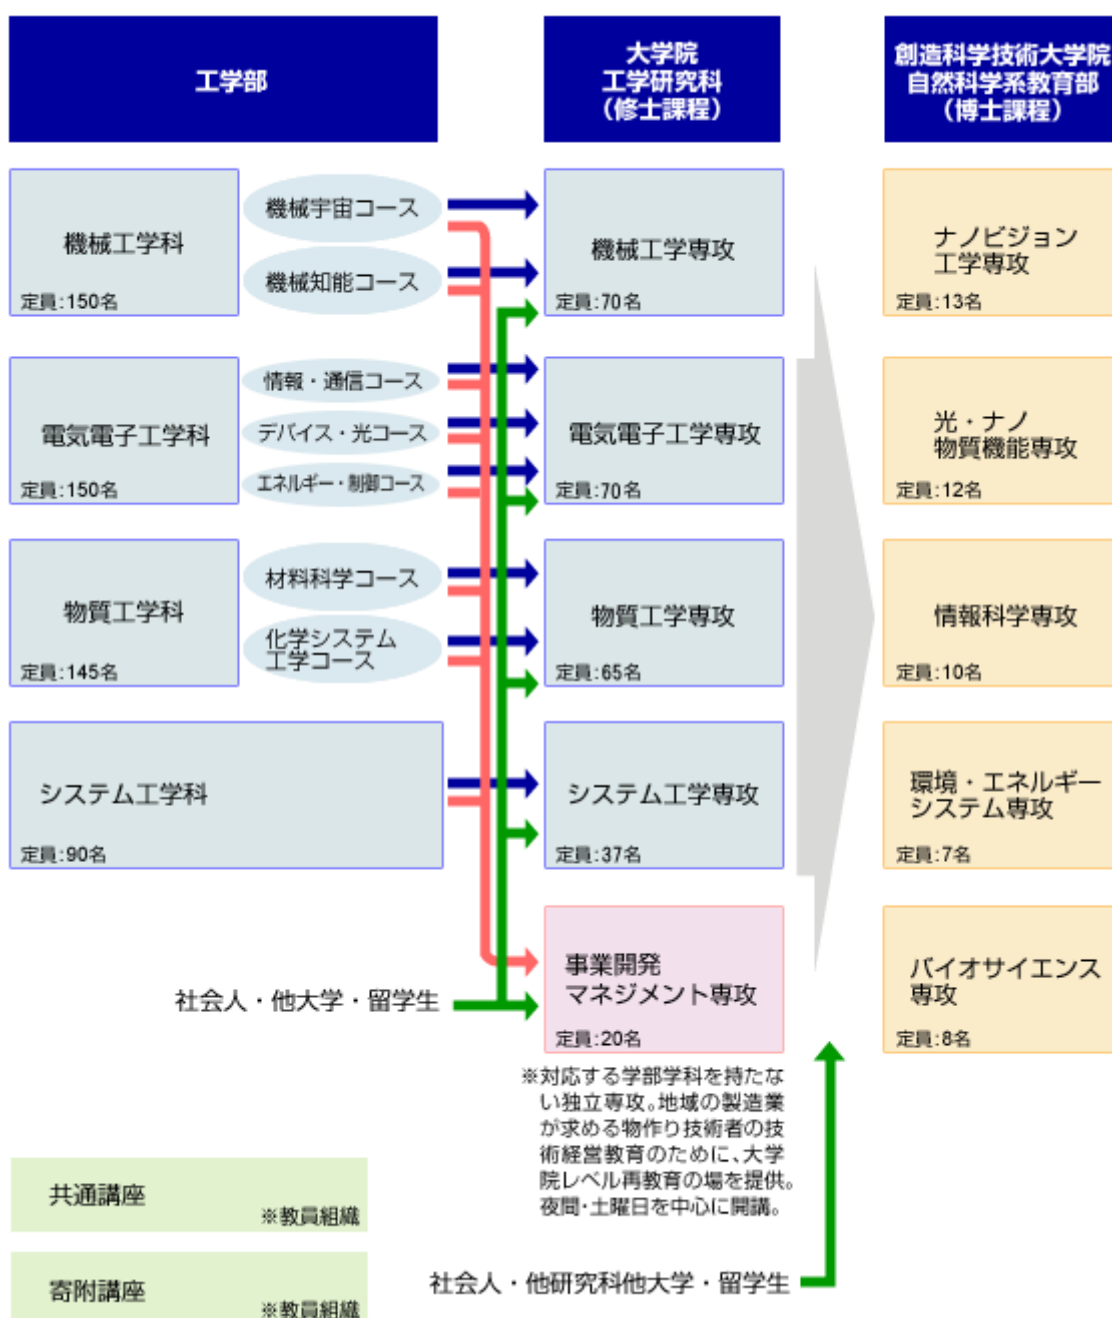 工学部
大学院
工学研究科
（修士課程）
創造科学技術大学院
自然科学系教育部
（博士課程）
機械工学科
定員:150名
機械宇宙コース
機械知能コース
機械工学専攻
定員:70名
ナノビジョン
工学専攻
定員:13名
電気電子工学科
定員:150名
情報・通信コース
デバイス・光コース
エネルギー・制御コース
電気電子工学専攻
定員:70名
光・ナノ
物質機能専攻
定員:12名
物質工学科
定員:145名
材料科学コース
化学システム
工学コース
物質工学専攻
定員:65名
情報科学専攻
定員:10名
システム工学科
定員:90名
システム工学専攻
定員:37名
環境・エネルギー
システム専攻
定員:7名
社会人・他大学・留学生
事業開発
マネジメント専攻
定員:20名
バイオサイエンス
専攻
定員:8名
※対応する学部学科を持たな
い独立専攻。地域の製造業
が求める物作り技術者の技
術経営教育のために、大学
院レベル再教育の場を提供。
夜間・土曜日を中心に開講。
共通講座
※教員組織
寄附講座
※教員組織
社会人・他研究科他大学・留学生